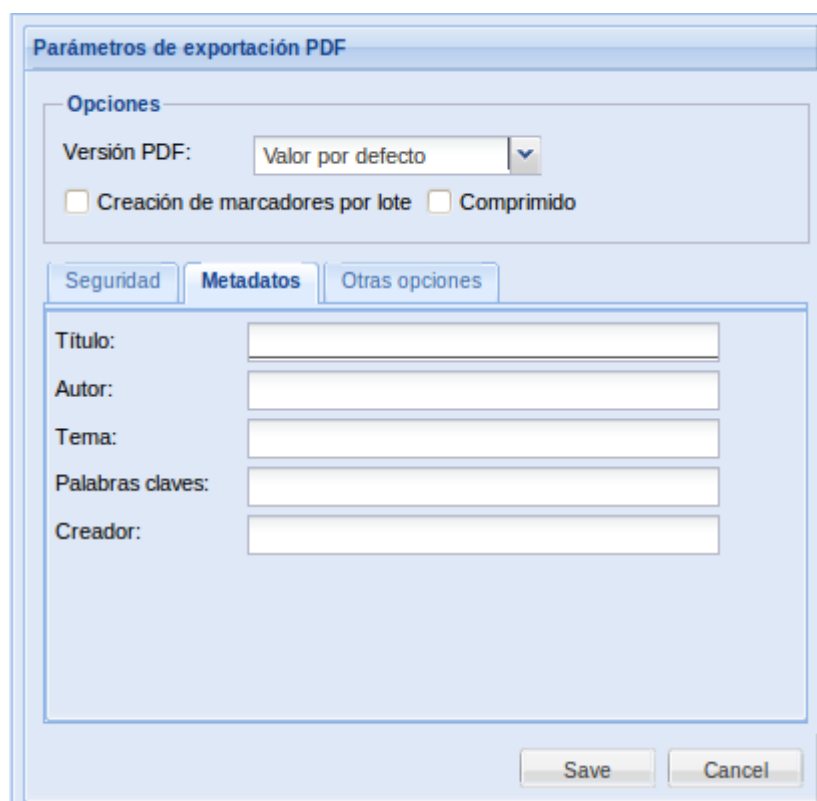 Parámetros de exportación PDF
Opciones
Versión PDF: Valor por defecto
Creación de marcadores por lote Comprimido
Seguridad Metadatos Otras opciones
Título:
Autor:
Tema:
Palabras claves:
Creador:
Save Cancel